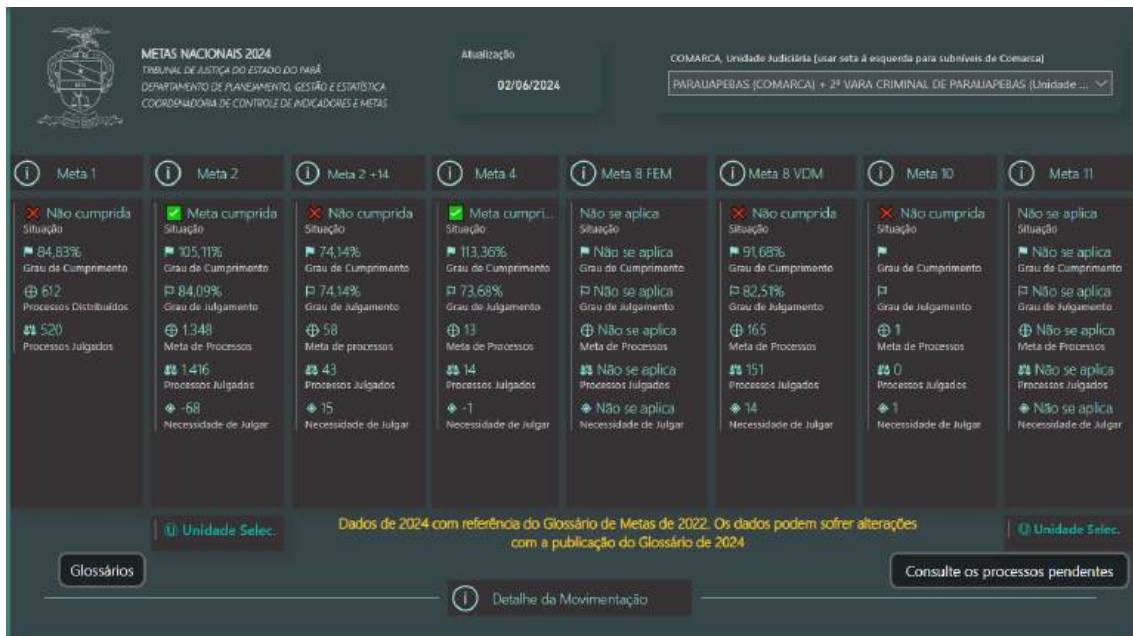 METAS NACIONAIS 2024
TRIBUNAL DE JUSTIÇA DO ESTADO DO PARÁ
DEPARTAMENTO DE PLANEJAMENTO, GESTÃO E ESTATÍSTICA
COORDENADORIA DE CONTROLE DE INDICADORES E METAS
Atualização
02/06/2024
COMARCA, Unidade Judiciária (usar seta à esquerda para subníveis de Comarca)
PARAUAPEBAS (COMARCA) + 2ª VARA CRIMINAL DE PARAUAPEBAS (Unidade ...
Meta 1
Não cumprida
Situação
84,83%
Grau de Cumprimento
612
Processos Distribuídos
520
Processos Julgados
Meta 2
Meta cumprida
Situação
105,11%
Grau de Cumprimento
84,09%
Grau de Julgamento
1.348
Meta de Processos
1.416
Processos Julgados
-68
Necessidade de Julgar
Meta 2 +14
Não cumprida
Situação
74,14%
Grau de Cumprimento
74,14%
Grau de Julgamento
58
Meta de processos
43
Processos Julgados
15
Necessidade de Julgar
Meta 4
Meta cumpri...
Situação
113,36%
Grau de Cumprimento
73,68%
Grau de Julgamento
13
Meta de Processos
14
Processos Julgados
-1
Necessidade de Julgar
Meta 8 FEM
Não se aplica
Situação
Não se aplica
Grau de Cumprimento
Não se aplica
Grau de Julgamento
Não se aplica
Meta de Processos
Não se aplica
Processos Julgados
Não se aplica
Necessidade de Julgar
Meta 8 VDM
Não cumprida
Situação
91,68%
Grau de Cumprimento
82,51%
Grau de Julgamento
165
Meta de Processos
151
Processos Julgados
14
Necessidade de Julgar
Meta 10
Não cumprida
Situação
Grau de Cumprimento
Grau de Julgamento
1
Meta de Processos
0
Processos Julgados
1
Necessidade de Julgar
Meta 11
Não se aplica
Situação
Não se aplica
Grau de Cumprimento
Não se aplica
Grau de Julgamento
Não se aplica
Meta de Processos
Não se aplica
Processos Julgados
Não se aplica
Necessidade de Julgar
Unidade Selec.
Dados de 2024 com referência do Glossário de Metas de 2022. Os dados podem sofrer alterações
com a publicação do Glossário de 2024
Unidade Selec.
Glossários
Consulte os processos pendentes
Detalhe da Movimentação